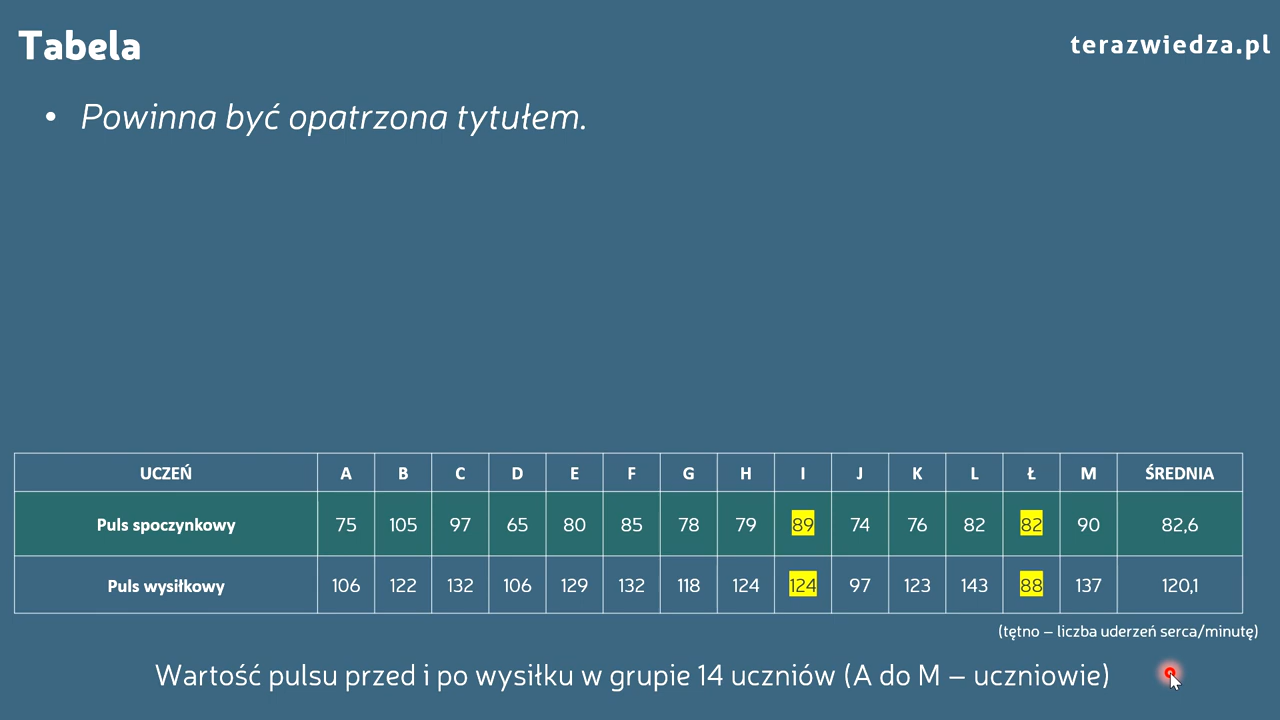 Tabela
terazwiedza.pl
• Powinna być opatrzona tytułem.
UCZEŃ A B C D E F G H I J K L Ł M ŚREDNIA
Puls spoczynkowy 75 105 97 65 80 85 78 79 89 74 76 82 82 90 82,6
Puls wysiłkowy 106 122 132 106 129 132 118 124 124 97 123 143 88 137 120,1
(tętno – liczba uderzeń serca/minutę)
Wartość pulsu przed i po wysiłku w grupie 14 uczniów (A do M – uczniowie)